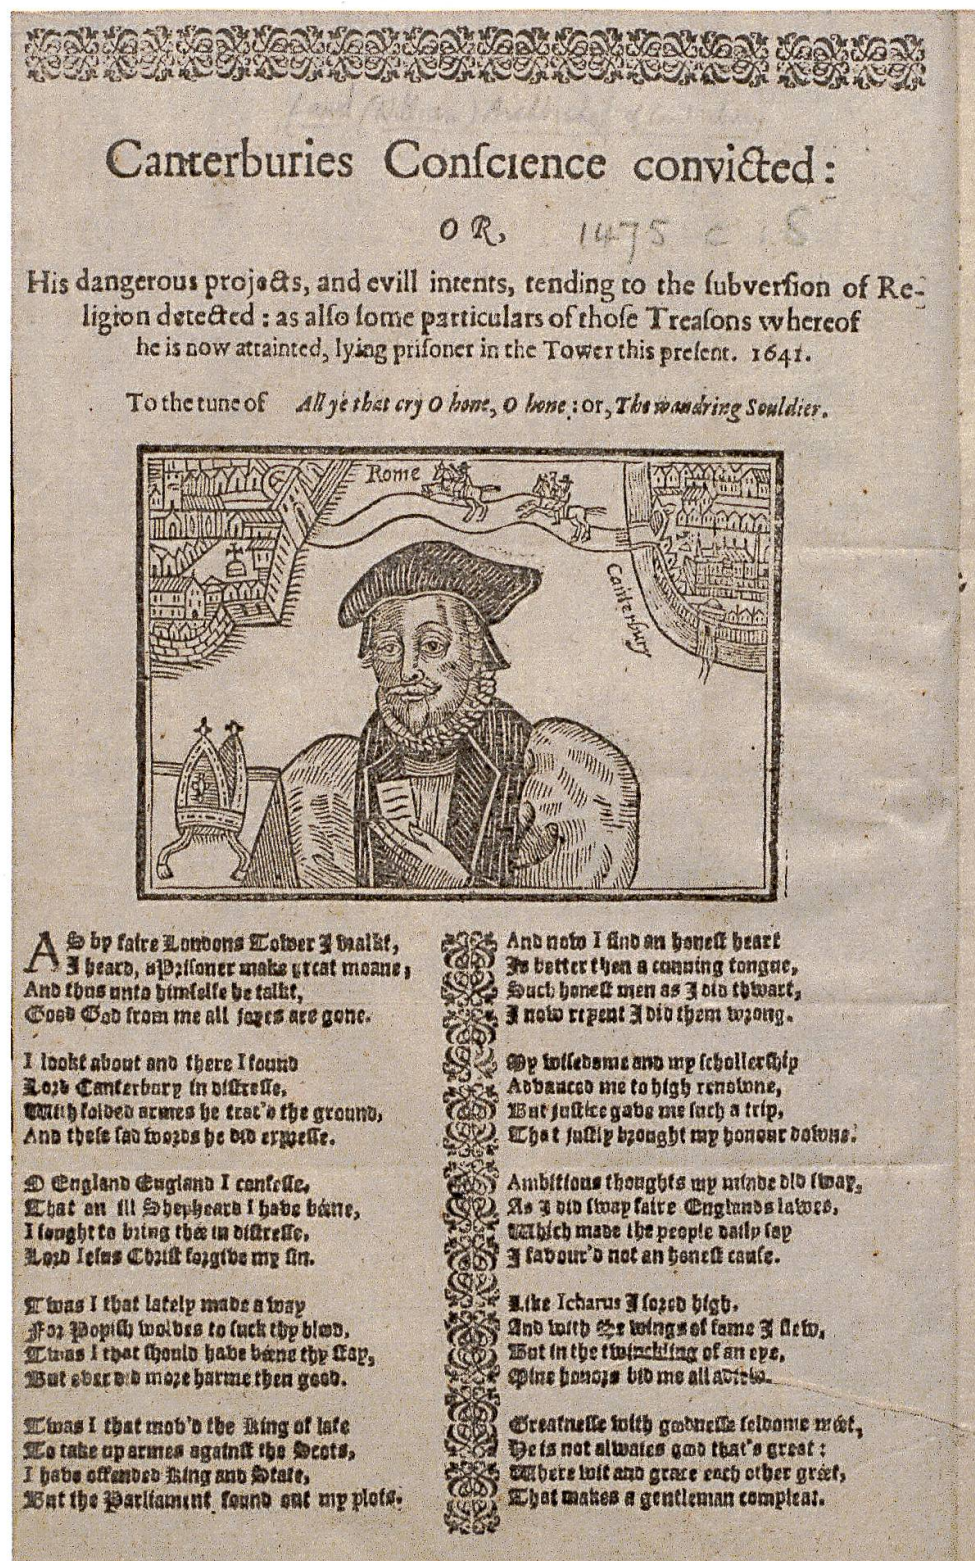 Canterburies Conſcience convicted:
OR,
1475 c 18
His dangerous projects, and evill intents, tending to the ſubverſion of Re-
ligion detected: as alſo ſome particulars of thoſe Treaſons whereof
he is now attainted, lying priſoner in the Tower this preſent. 1641.
To the tune of All ye that cry O hone, O hone: or, The wandring Souldier.
Rome
Canterbury
AS by faire Londons Tower I walkt,
I heard, a Priſoner make great moane;
And thus unto himſelfe he talkt,
Good God from me all joyes are gone.
I lookt about and there I found
Lord Canterbury in diſtreſſe,
With folded armes he trac'd the ground,
And theſe ſad words he did expreſſe.
O England England I confeſſe,
That an ill Shepheard I have béene,
I ſought to bring thée in diſtreſſe,
Lord Ieſus Chriſt forgive my ſin.
Twas I that lately made a way
For Popiſh wolves to ſuck thy blood,
Twas I that ſhould have béene thy ſtay,
But ever did more harme then good.
Twas I that mov'd the King of late
To take up armes againſt the Scots,
I have offended King and State,
But the Parliament found out my plots.
And now I find an honeſt heart
Is better then a cunning tongue,
Such honeſt men as I did thwart,
I now repent I did them wrong.
My wiſedome and my ſchollerſhip
Advanced me to high renowne,
But juſtice gave me ſuch a trip,
That juſtly brought my honour downe.
Ambitious thoughts my minde did ſway,
As I did ſway faire Englands lawes,
Which made the people daily ſay
I favour'd not an honeſt cauſe.
Like Icharus I ſored high,
And with the wings of fame I flew,
But in the twinckling of an eye,
Mine honors bid me all adiew.
Greatneſſe with goodneſſe ſeldome méet,
He is not alwaies good that's great:
Where wit and grace each other gréet,
That makes a gentleman compleat.